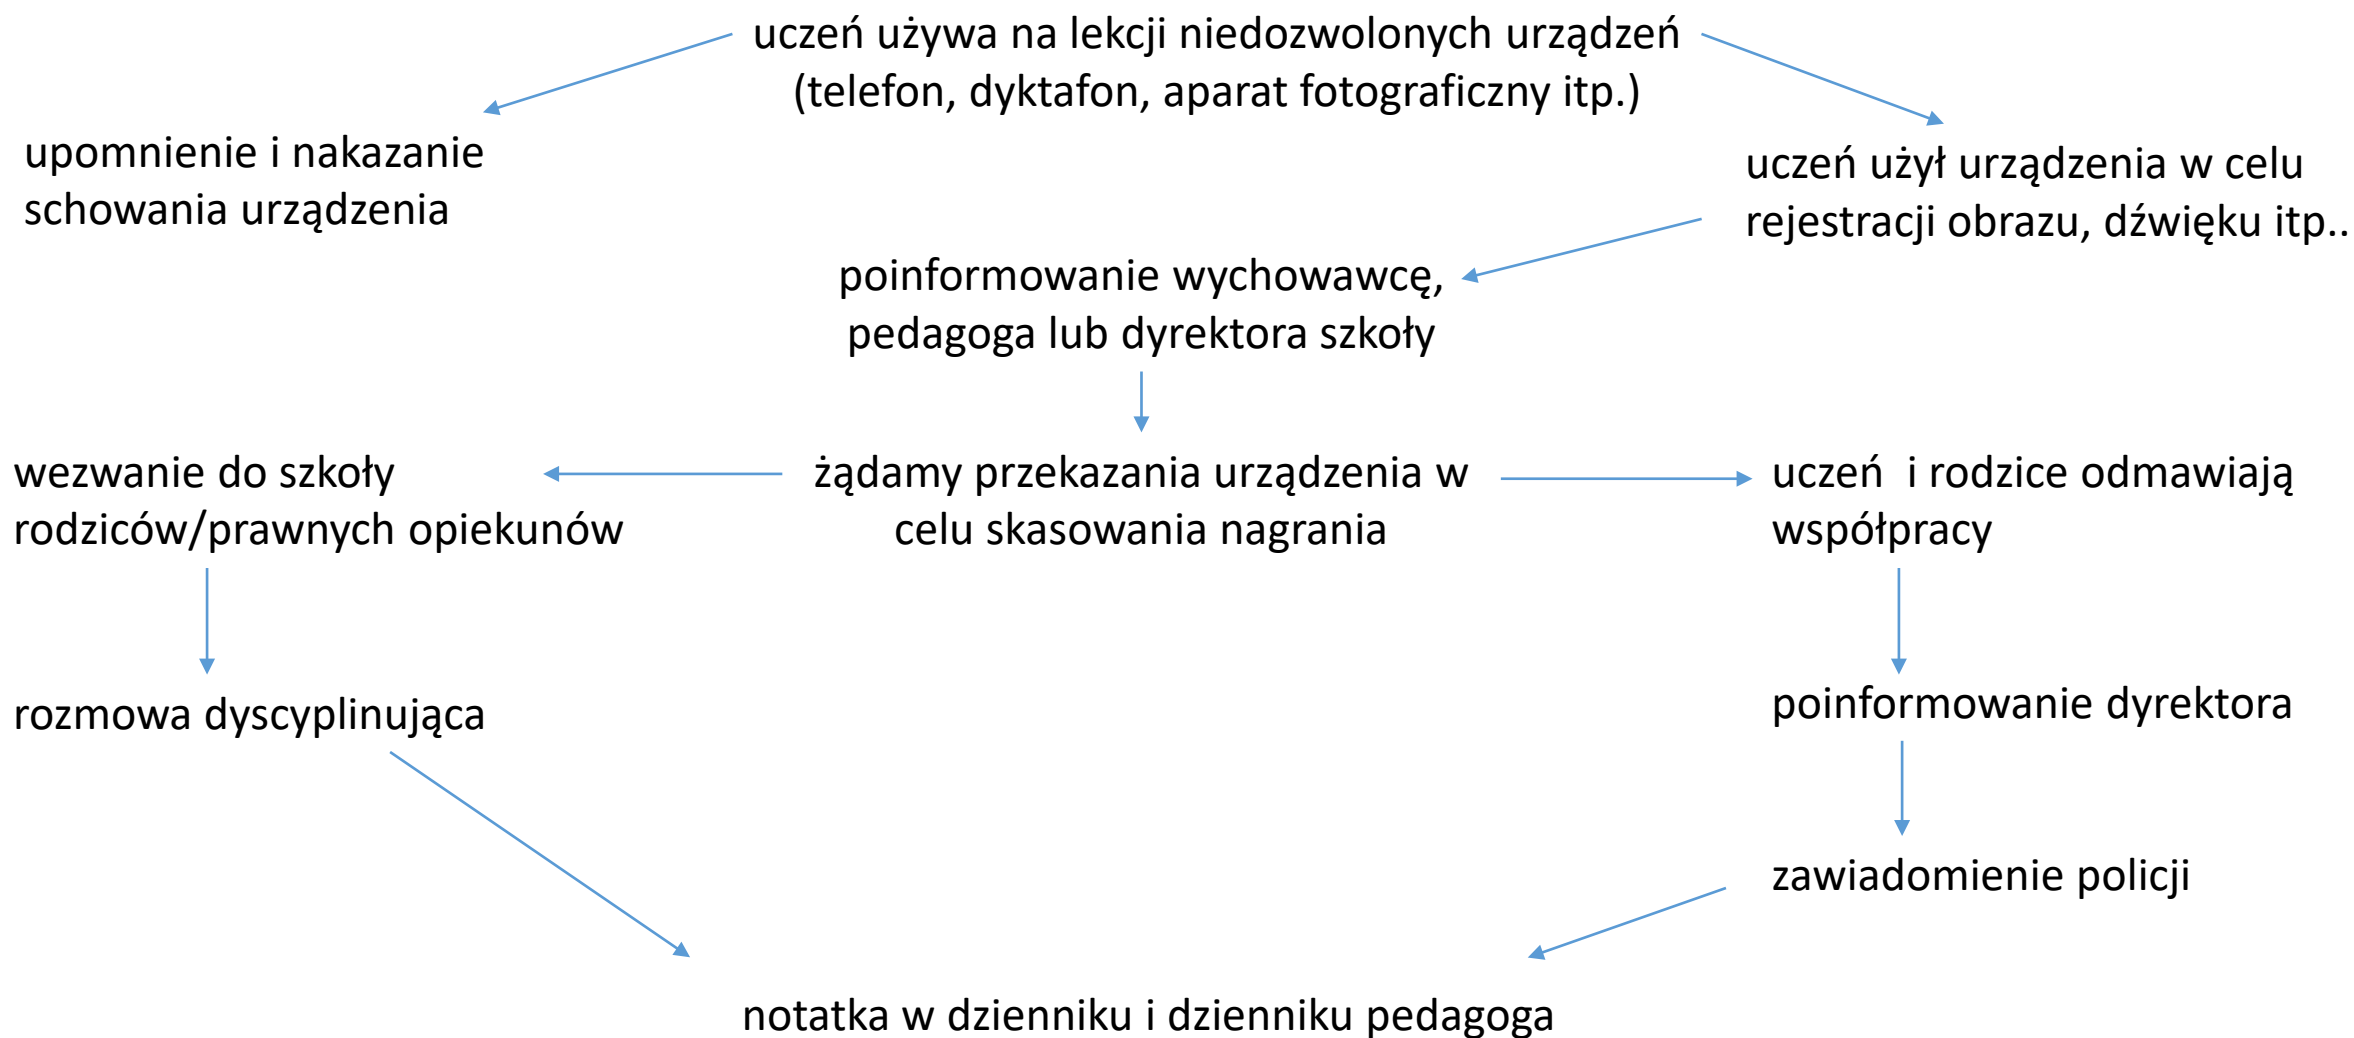 uczeń używa na lekcji niedozwolonych urządzeń
(telefon, dyktafon, aparat fotograficzny itp.)
upomnienie i nakazanie
schowania urządzenia
uczeń użył urządzenia w celu
rejestracji obrazu, dźwięku itp..
poinformowanie wychowawcę,
pedagoga lub dyrektora szkoły
wezwanie do szkoły
rodziców/prawnych opiekunów
żądamy przekazania urządzenia w
celu skasowania nagrania
uczeń  i rodzice odmawiają
współpracy
rozmowa dyscyplinująca
poinformowanie dyrektora
zawiadomienie policji
notatka w dzienniku i dzienniku pedagoga